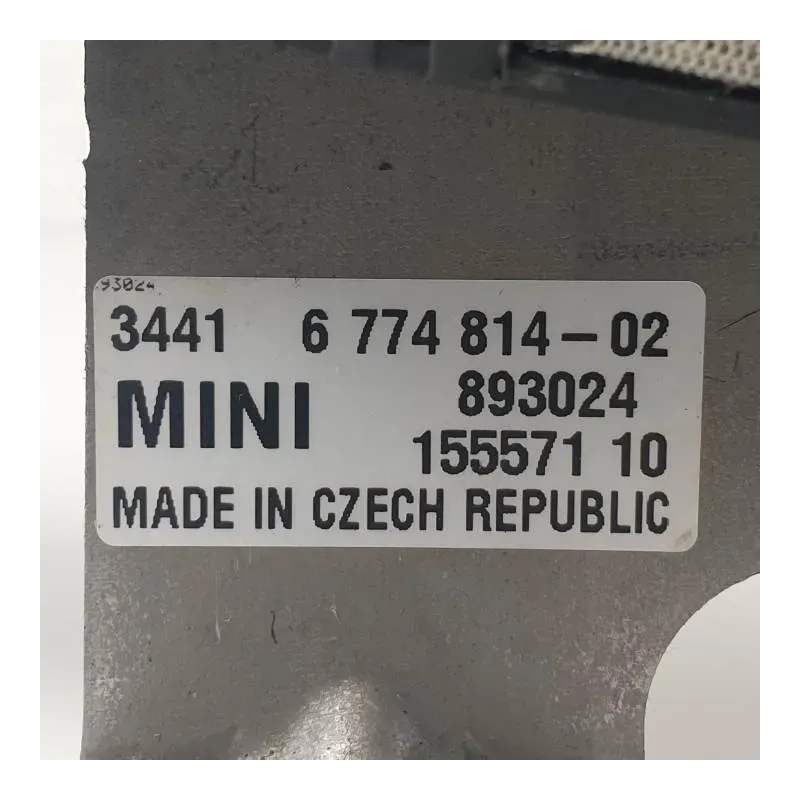 93024
3441 6 774 814-02
MINI 893024
155571 10
MADE IN CZECH REPUBLIC